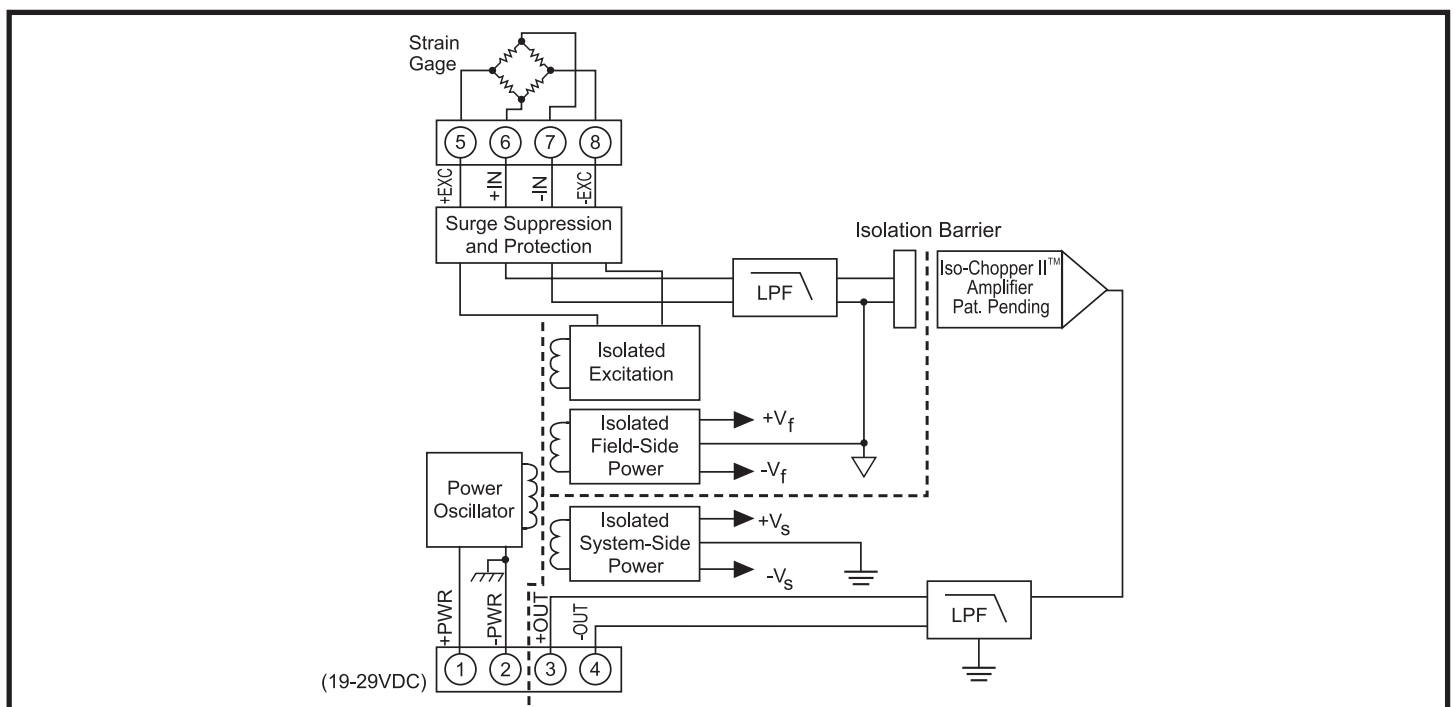 Strain
Gage
5
6
7
8
+EXC
+IN
-IN
-EXC
Surge Suppression
and Protection
Isolation Barrier
LPF
Iso-Chopper II™
Amplifier
Pat. Pending
Isolated
Excitation
Isolated
Field-Side
Power
+Vf
-Vf
Power
Oscillator
Isolated
System-Side
Power
+Vs
-Vs
+PWR
-PWR
+OUT
-OUT
LPF
(19-29VDC)
1
2
3
4